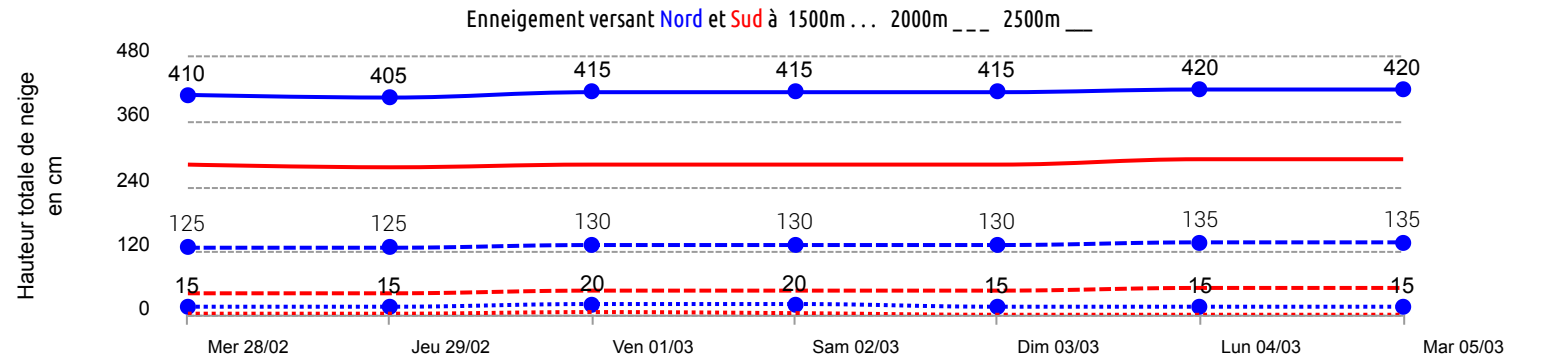 Enneigement versant Nord et Sud à 1500m . . . 2000m _ _ _ 2500m __
Hauteur totale de neige
en cm
480
360
240
120
0
410 405 415 415 415 420 420
125 125 130 130 130 135 135
15 15 20 20 15 15 15
Mer 28/02 Jeu 29/02 Ven 01/03 Sam 02/03 Dim 03/03 Lun 04/03 Mar 05/03